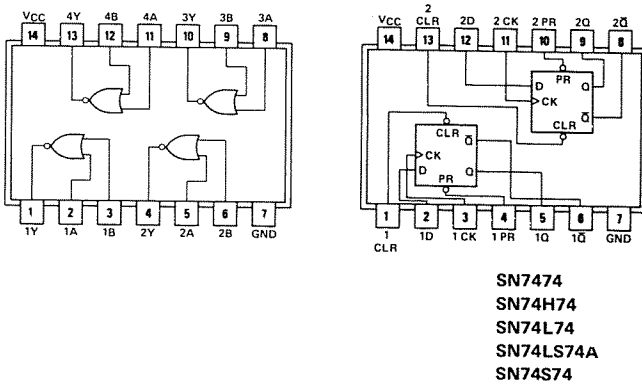 VCC 4Y 4B 4A 3Y 3B 3A
14 13 12 11 10 9 8
1 2 3 4 5 6 7
1Y 1A 1B 2Y 2A 2B GND
2
VCC CLR 2D 2 CK 2 PR 2Q 2Q̅
14 13 12 11 10 9 8
PR
D Q
CK
Q̅
CLR
CLR Q̅
CK
D Q
PR
1 2 3 4 5 6 7
1 1D 1 CK 1 PR 1Q 1Q̅ GND
CLR
SN7474
SN74H74
SN74L74
SN74LS74A
SN74S74